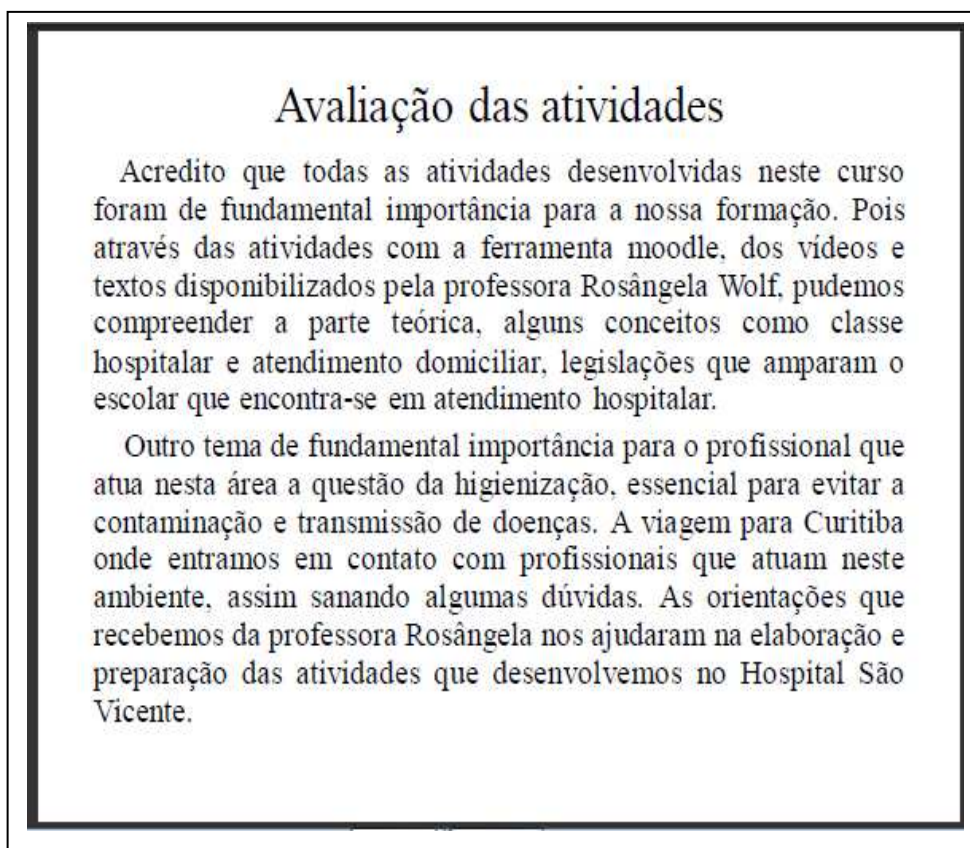 Avaliação das atividades
Acredito que todas as atividades desenvolvidas neste curso
foram de fundamental importância para a nossa formação. Pois
através das atividades com a ferramenta moodle, dos vídeos e
textos disponibilizados pela professora Rosângela Wolf, pudemos
compreender a parte teórica, alguns conceitos como classe
hospitalar e atendimento domiciliar, legislações que amparam o
escolar que encontra-se em atendimento hospitalar.
Outro tema de fundamental importância para o profissional que
atua nesta área a questão da higienização, essencial para evitar a
contaminação e transmissão de doenças. A viagem para Curitiba
onde entramos em contato com profissionais que atuam neste
ambiente, assim sanando algumas dúvidas. As orientações que
recebemos da professora Rosângela nos ajudaram na elaboração e
preparação das atividades que desenvolvemos no Hospital São
Vicente.